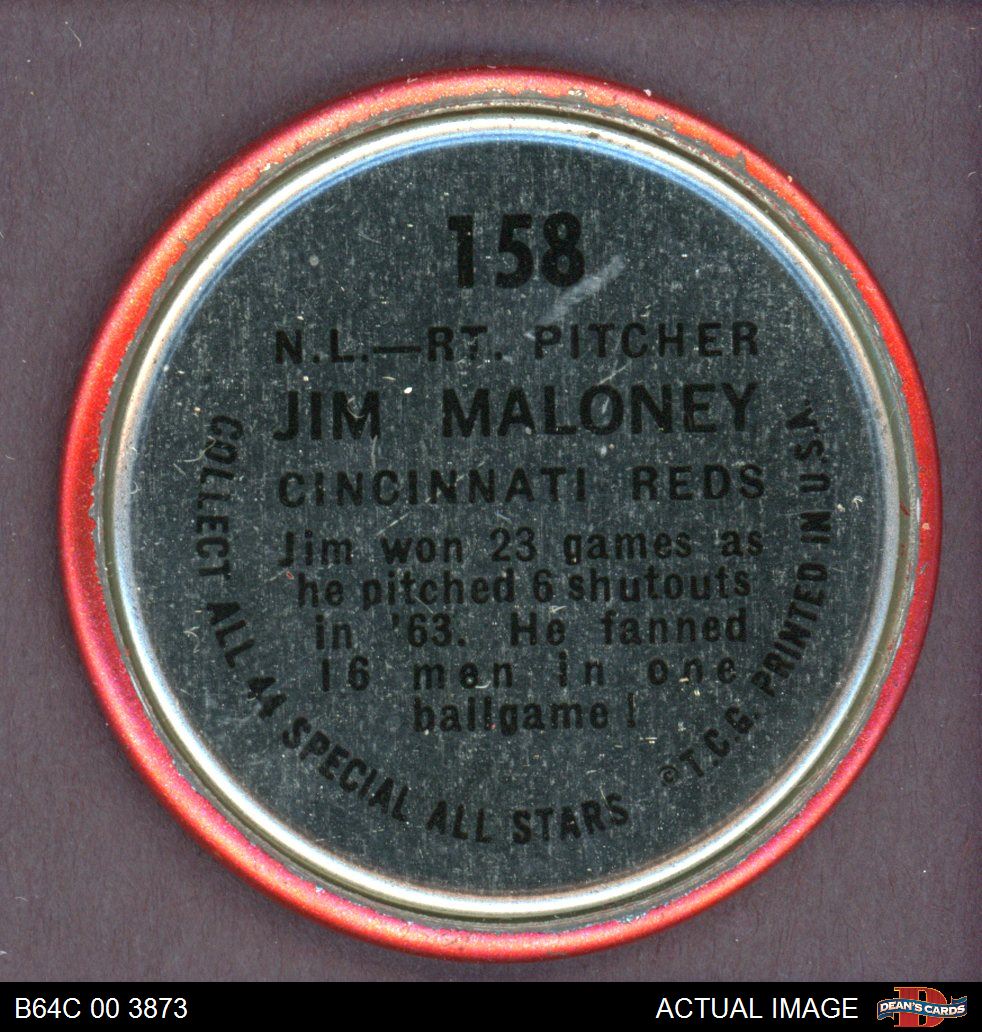 158
N.L.—RT. PITCHER
JIM MALONEY
CINCINNATI REDS
Jim won 23 games as
he pitched 6 shutouts
in '63. He fanned
16 men in one
ballgame!
COLLECT ALL 44 SPECIAL ALL STARS
© T.C.G. PRINTED IN U.S.A.
B64C 00 3873
ACTUAL IMAGE
DEAN'S CARDS